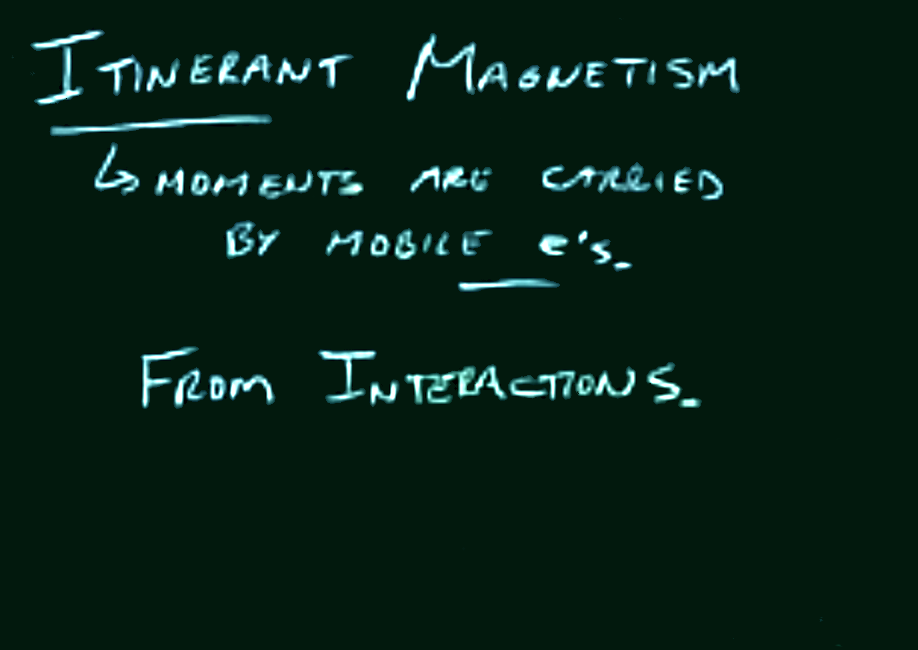 ITINERANT MAGNETISM
↳ MOMENTS ARE CARRIED
BY MOBILE e's.
FROM INTERACTIONS.